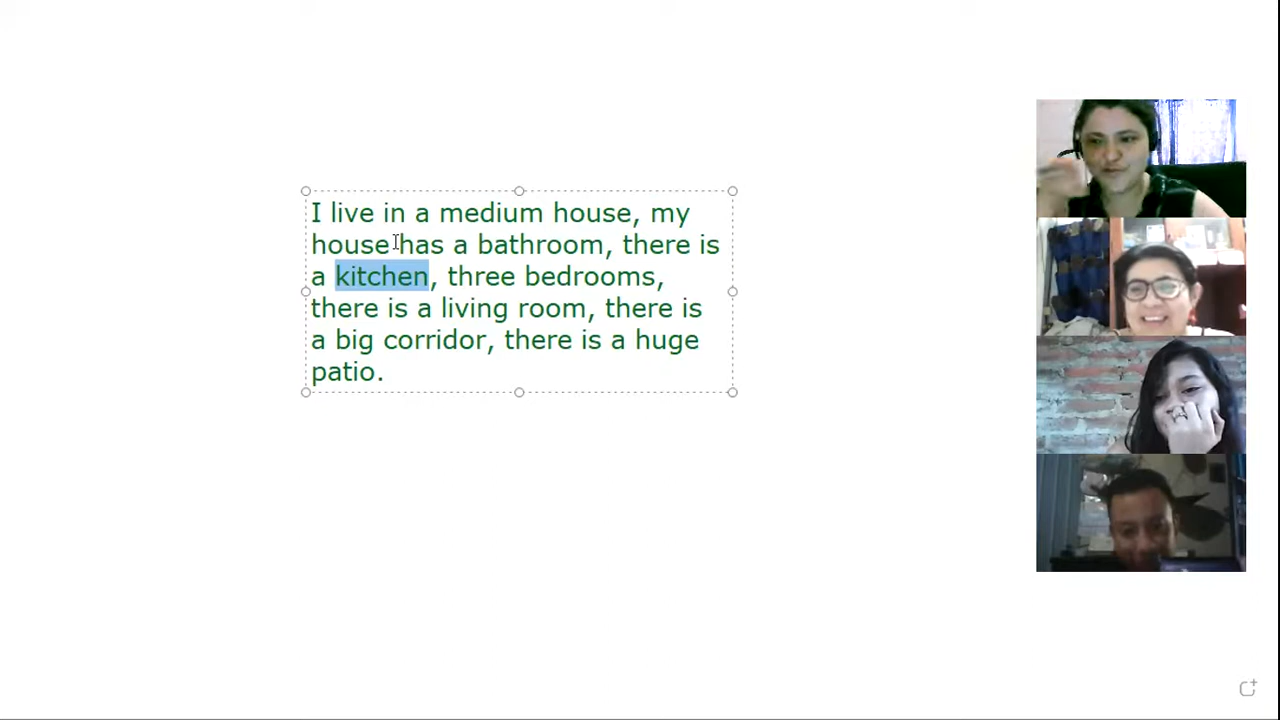 I live in a medium house, my
house has a bathroom, there is
a kitchen, three bedrooms,
there is a living room, there is
a big corridor, there is a huge
patio.